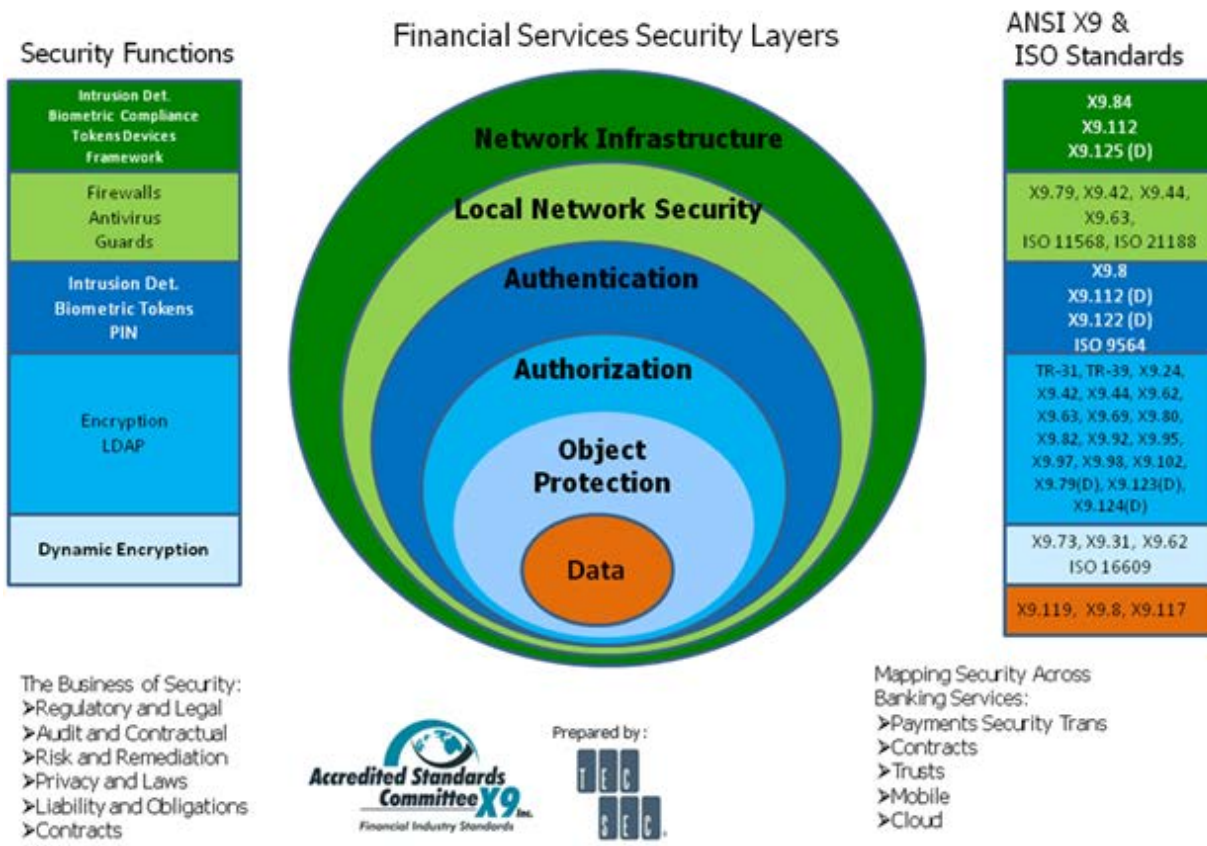 Security Functions
Intrusion Det.
Biometric Compliance
Tokens Devices
Framework
Firewalls
Antivirus
Guards
Intrusion Det.
Biometric Tokens
PIN
Encryption
LDAP
Dynamic Encryption
Financial Services Security Layers
Network Infrastructure
Local Network Security
Authentication
Authorization
Object
Protection
Data
ANSI X9 &
ISO Standards
X9.84
X9.112
X9.125 (D)
X9.79, X9.42, X9.44,
X9.63,
ISO 11568, ISO 21188
X9.8
X9.112 (D)
X9.122 (D)
ISO 9564
TR-31, TR-39, X9.24,
X9.42, X9.44, X9.62,
X9.63, X9.69, X9.80,
X9.82, X9.92, X9.95,
X9.97, X9.98, X9.102,
X9.79(D), X9.123(D),
X9.124(D)
X9.73, X9.31, X9.62
ISO 16609
X9.119, X9.8, X9.117
The Business of Security:
➢Regulatory and Legal
➢Audit and Contractual
➢Risk and Remediation
➢Privacy and Laws
➢Liability and Obligations
➢Contracts
Accredited Standards
Committee X9 Inc.
Financial Industry Standards
Prepared by:
TEC
SEC®
Mapping Security Across
Banking Services:
➢Payments Security Trans
➢Contracts
➢Trusts
➢Mobile
➢Cloud